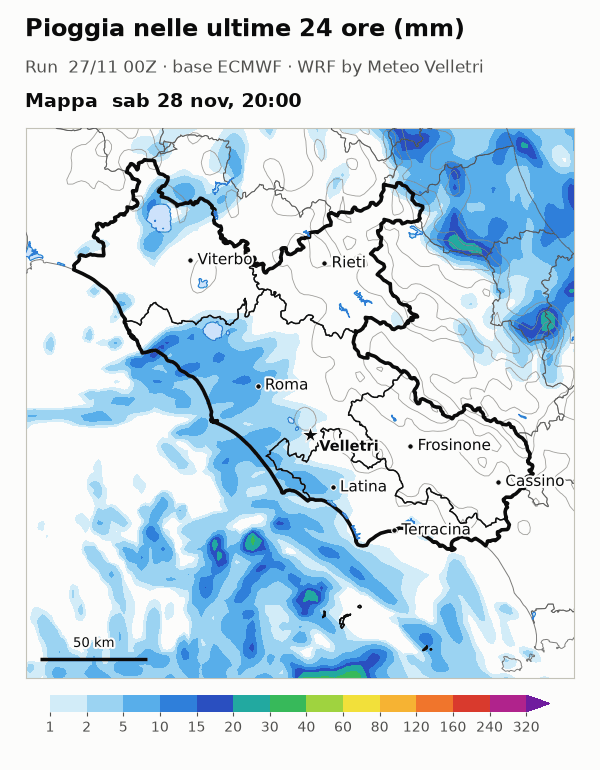 Pioggia nelle ultime 24 ore (mm)
Run  27/11 00Z · base ECMWF · WRF by Meteo Velletri
Mappa  sab 28 nov, 20:00
Viterbo
Rieti
Roma
Velletri
Frosinone
Cassino
Latina
Terracina
50 km
1 2 5 10 15 20 30 40 60 80 120 160 240 320